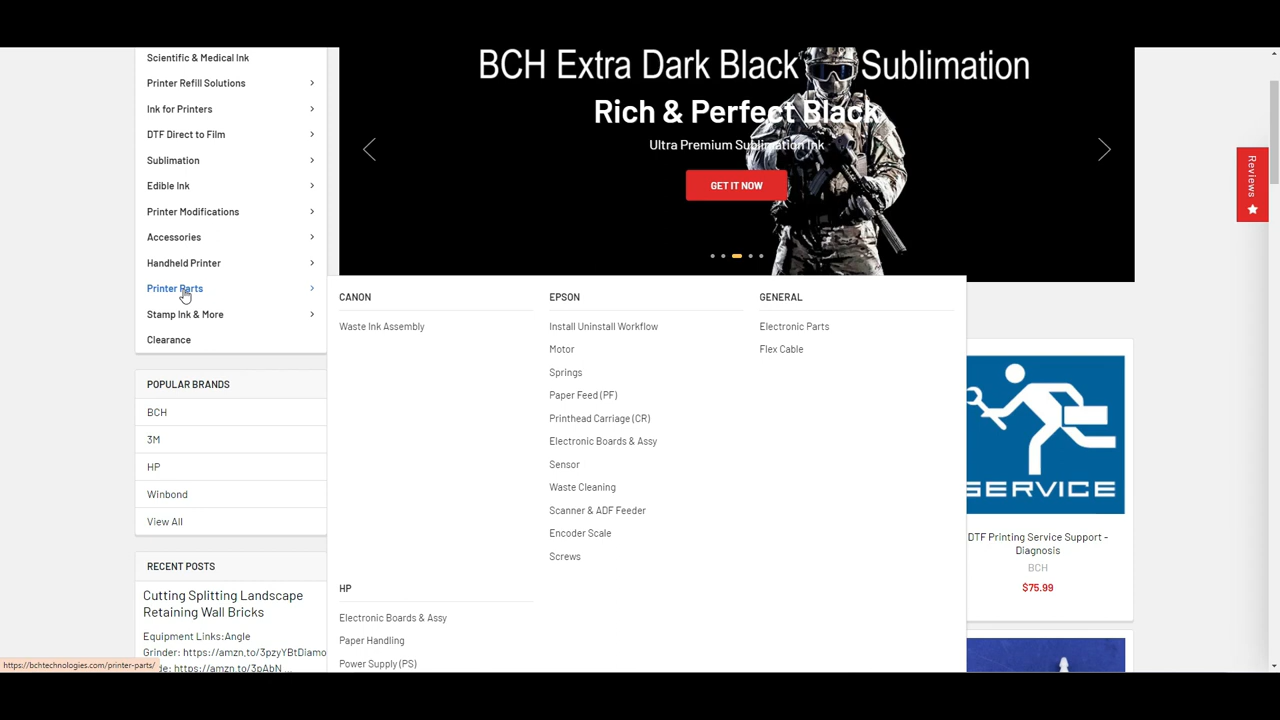 Scientific & Medical Ink
Printer Refill Solutions
Ink for Printers
DTF Direct to Film
Sublimation
Edible Ink
Printer Modifications
Accessories
Handheld Printer
Printer Parts
Stamp Ink & More
Clearance
POPULAR BRANDS
BCH
3M
HP
Winbond
View All
RECENT POSTS
Cutting Splitting Landscape
Retaining Wall Bricks
Equipment Links:Angle
Grinder: https://amzn.to/3pzyYBtDiamo
de: https://amzn.to/3pAbN ...
https://bchtechnologies.com/printer-parts/
BCH Extra Dark Black Sublimation
Rich & Perfect Black
Ultra Premium Sublimation Ink
GET IT NOW
CANON
Waste Ink Assembly
EPSON
Install Uninstall Workflow
Motor
Springs
Paper Feed (PF)
Printhead Carriage (CR)
Electronic Boards & Assy
Sensor
Waste Cleaning
Scanner & ADF Feeder
Encoder Scale
Screws
GENERAL
Electronic Parts
Flex Cable
HP
Electronic Boards & Assy
Paper Handling
Power Supply (PS)
SERVICE
DTF Printing Service Support -
Diagnosis
BCH
$75.99
Reviews